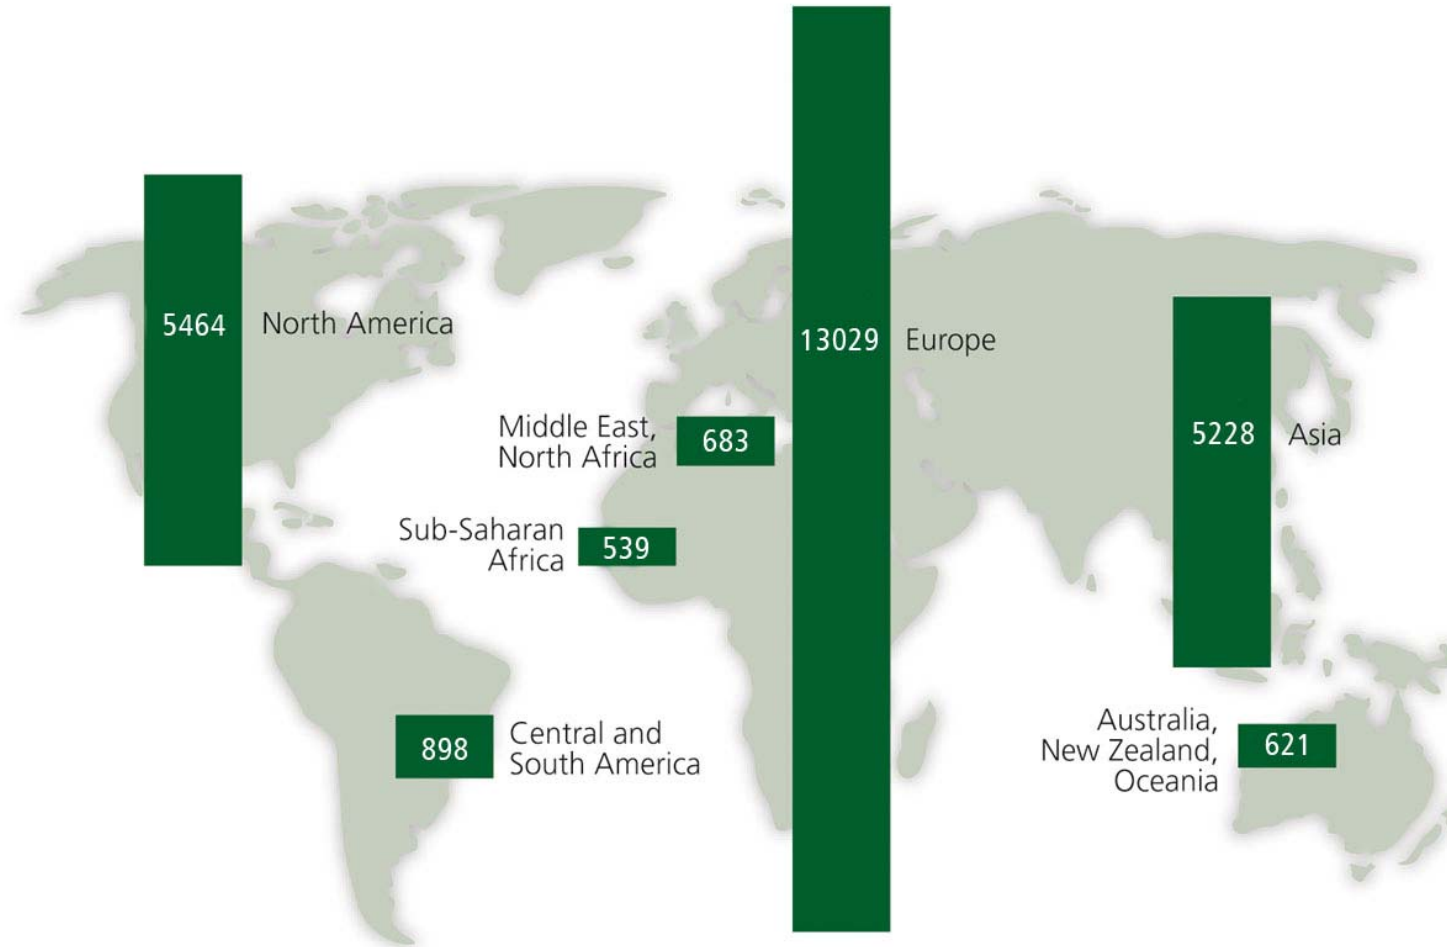 5464
North America
13029
Europe
Middle East,
North Africa
683
5228
Asia
Sub-Saharan
Africa
539
898
Central and
South America
Australia,
New Zealand,
Oceania
621